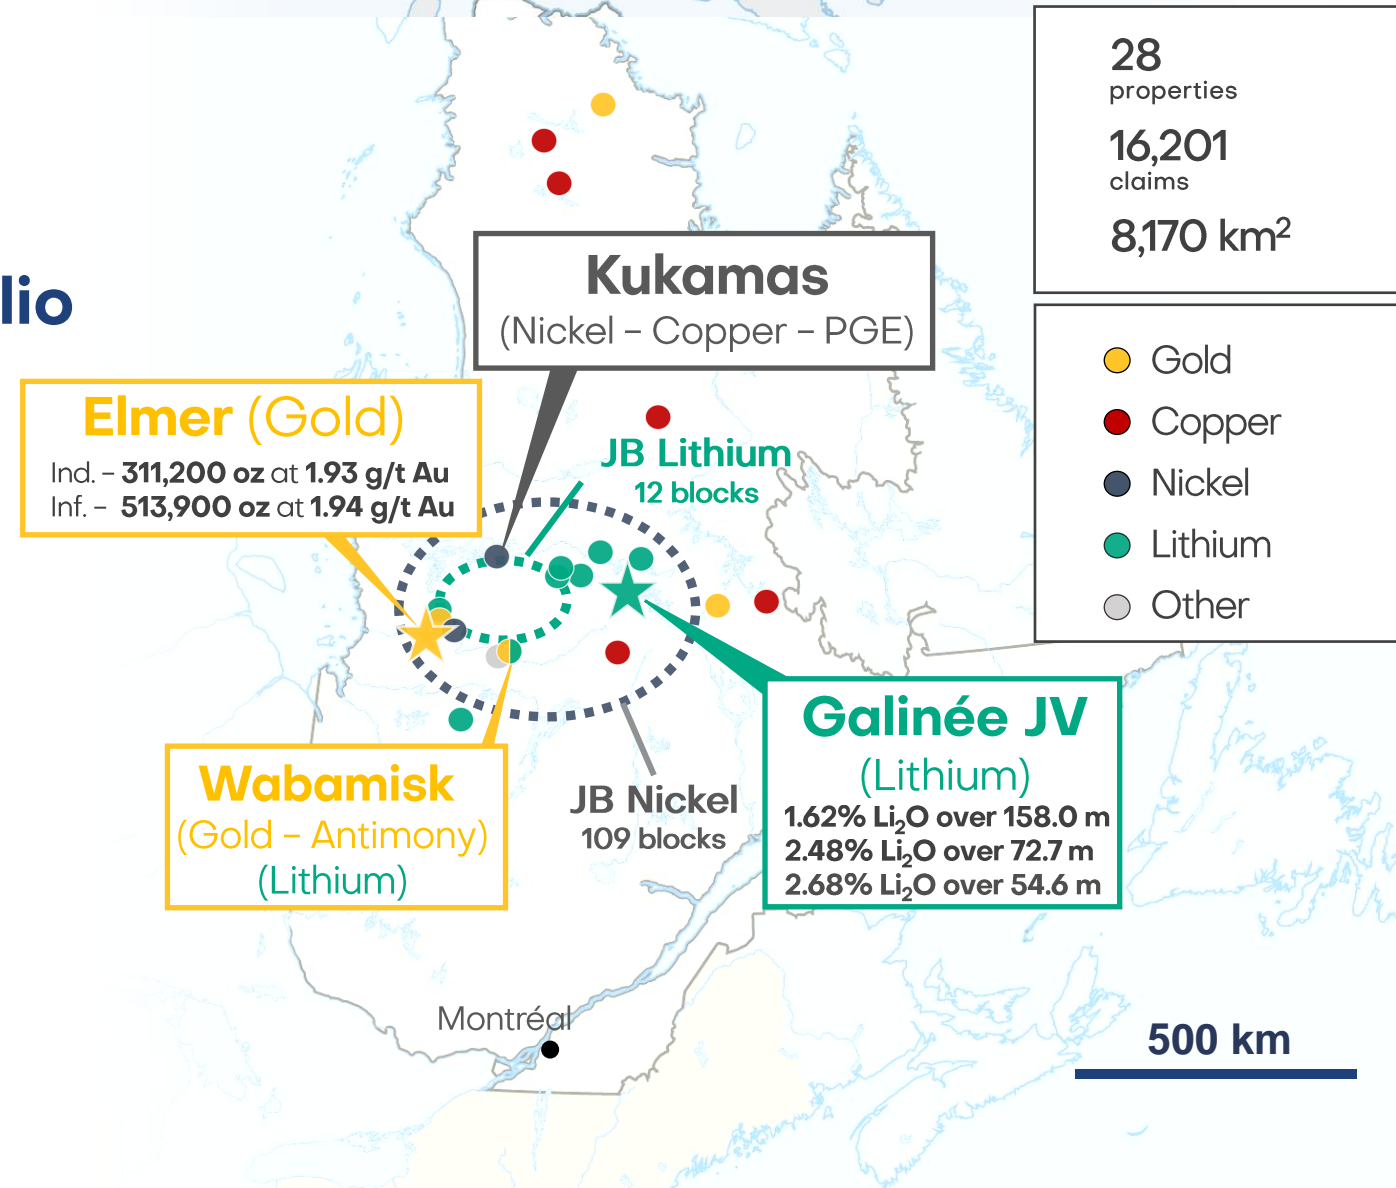 lio
28
properties
16,201
claims
8,170 km²
Gold
Copper
Nickel
Lithium
Other
Kukamas
(Nickel – Copper – PGE)
Elmer (Gold)
Ind. – 311,200 oz at 1.93 g/t Au
Inf. – 513,900 oz at 1.94 g/t Au
JB Lithium
12 blocks
Galinée JV
(Lithium)
1.62% Li₂O over 158.0 m
2.48% Li₂O over 72.7 m
2.68% Li₂O over 54.6 m
Wabamisk
(Gold – Antimony)
(Lithium)
JB Nickel
109 blocks
Montréal
500 km